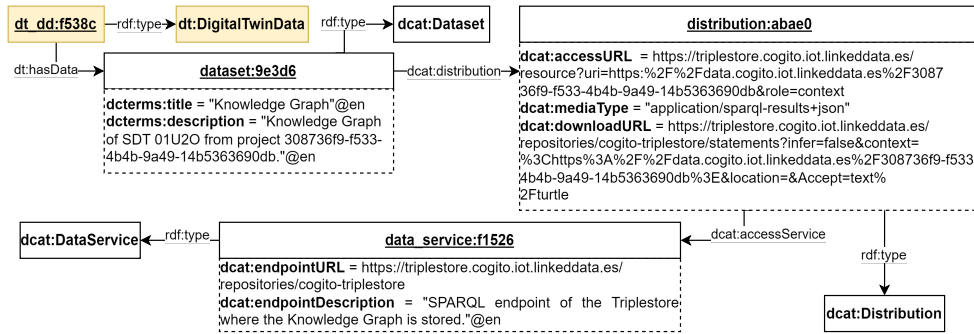 dt_dd:f538c
rdf:type
dt:DigitalTwinData
rdf:type
dcat:Dataset
distribution:abae0
dt:hasData
dataset:9e3d6
dcat:distribution
dcterms:title = "Knowledge Graph"@en
dcterms:description = "Knowledge Graph
of SDT 01U2O from project 308736f9-f533-
4b4b-9a49-14b5363690db."@en
dcat:accessURL = https://triplestore.cogito.iot.linkeddata.es/
resource?uri=https:%2F%2Fdata.cogito.iot.linkeddata.es%2F3087
36f9-f533-4b4b-9a49-14b5363690db&role=context
dcat:mediaType = "application/sparql-results+json"
dcat:downloadURL = https://triplestore.cogito.iot.linkeddata.es/
repositories/cogito-triplestore/statements?infer=false&context=
%3Chttps%3A%2F%2Fdata.cogito.iot.linkeddata.es%2F308736f9-f533
4b4b-9a49-14b5363690db%3E&location=&Accept=text%
2Fturtle
dcat:DataService
rdf:type
data_service:f1526
dcat:accessService
rdf:type
dcat:endpointURL = https://triplestore.cogito.iot.linkeddata.es/
repositories/cogito-triplestore
dcat:endpointDescription = "SPARQL endpoint of the Triplestore
where the Knowledge Graph is stored."@en
dcat:Distribution